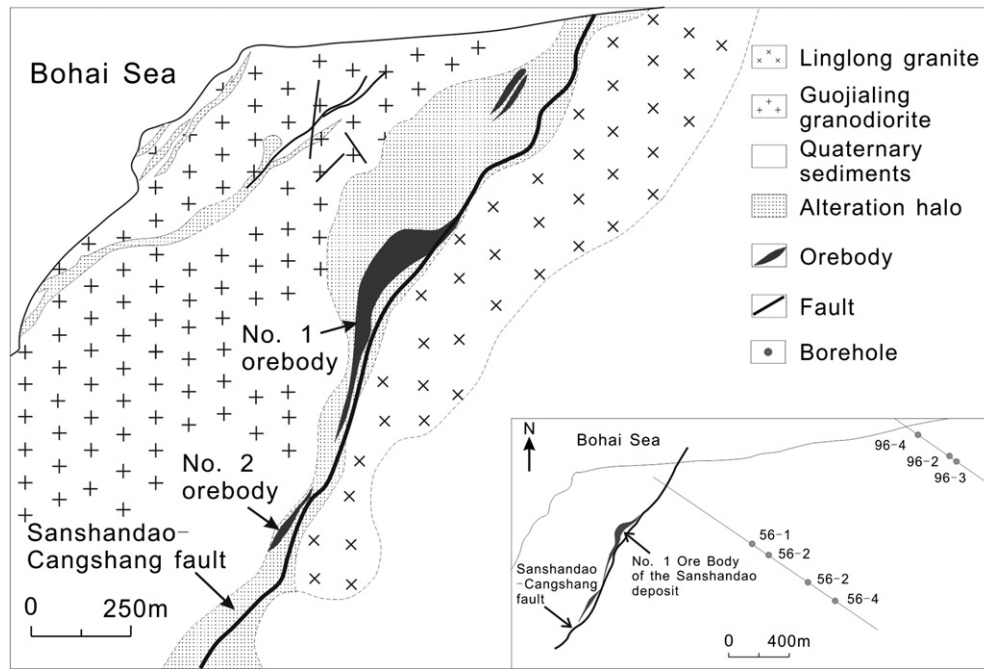 Bohai Sea
No. 1
orebody
No. 2
orebody
Sanshandao-
Cangshang
fault
0 250m
Linglong granite
Guojialing
granodiorite
Quaternary
sediments
Alteration halo
Orebody
Fault
Borehole
N
Bohai Sea
96-4
96-2
96-3
56-1
56-2
56-2
56-4
No. 1 Ore Body
of the Sanshandao
deposit
Sanshandao
-Cangshang
fault
0 400m